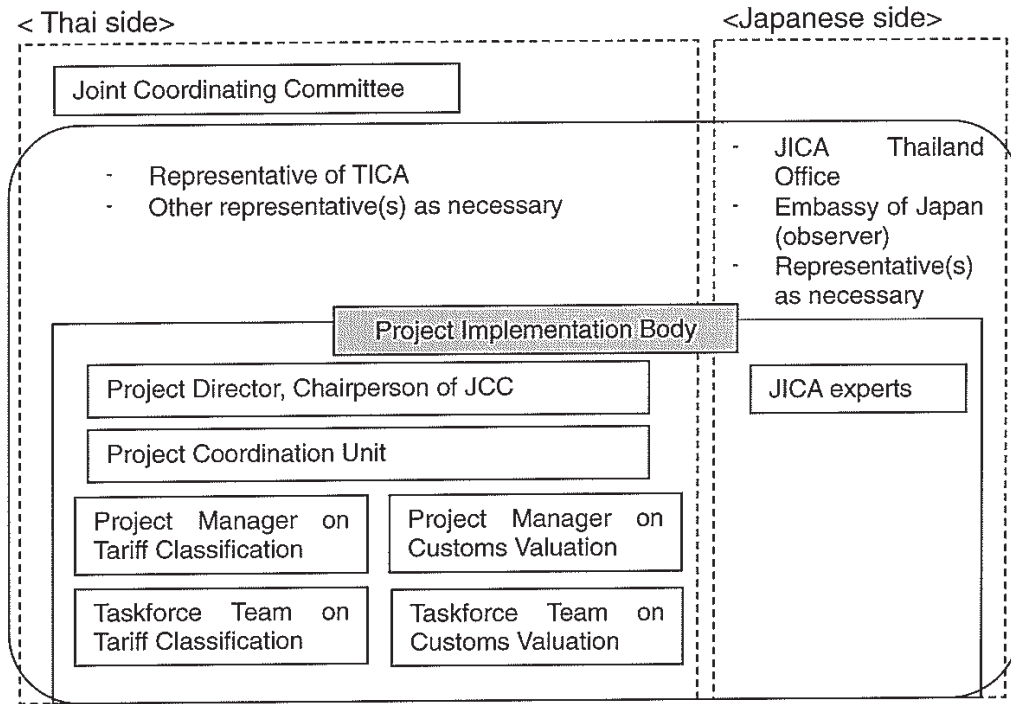 < Thai side>
<Japanese side>
Joint Coordinating Committee
- Representative of TICA
- Other representative(s) as necessary
- JICA Thailand
Office
- Embassy of Japan
(observer)
- Representative(s)
as necessary
Project Implementation Body
Project Director, Chairperson of JCC
JICA experts
Project Coordination Unit
Project Manager on
Tariff Classification
Project Manager on
Customs Valuation
Taskforce Team on
Tariff Classification
Taskforce Team on
Customs Valuation